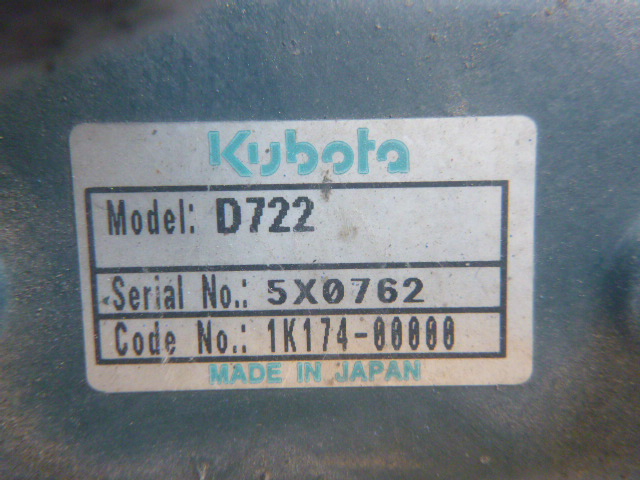 Kubota
Model: D722
Serial No.: 5X0762
Code No.: 1K174-00000
MADE IN JAPAN